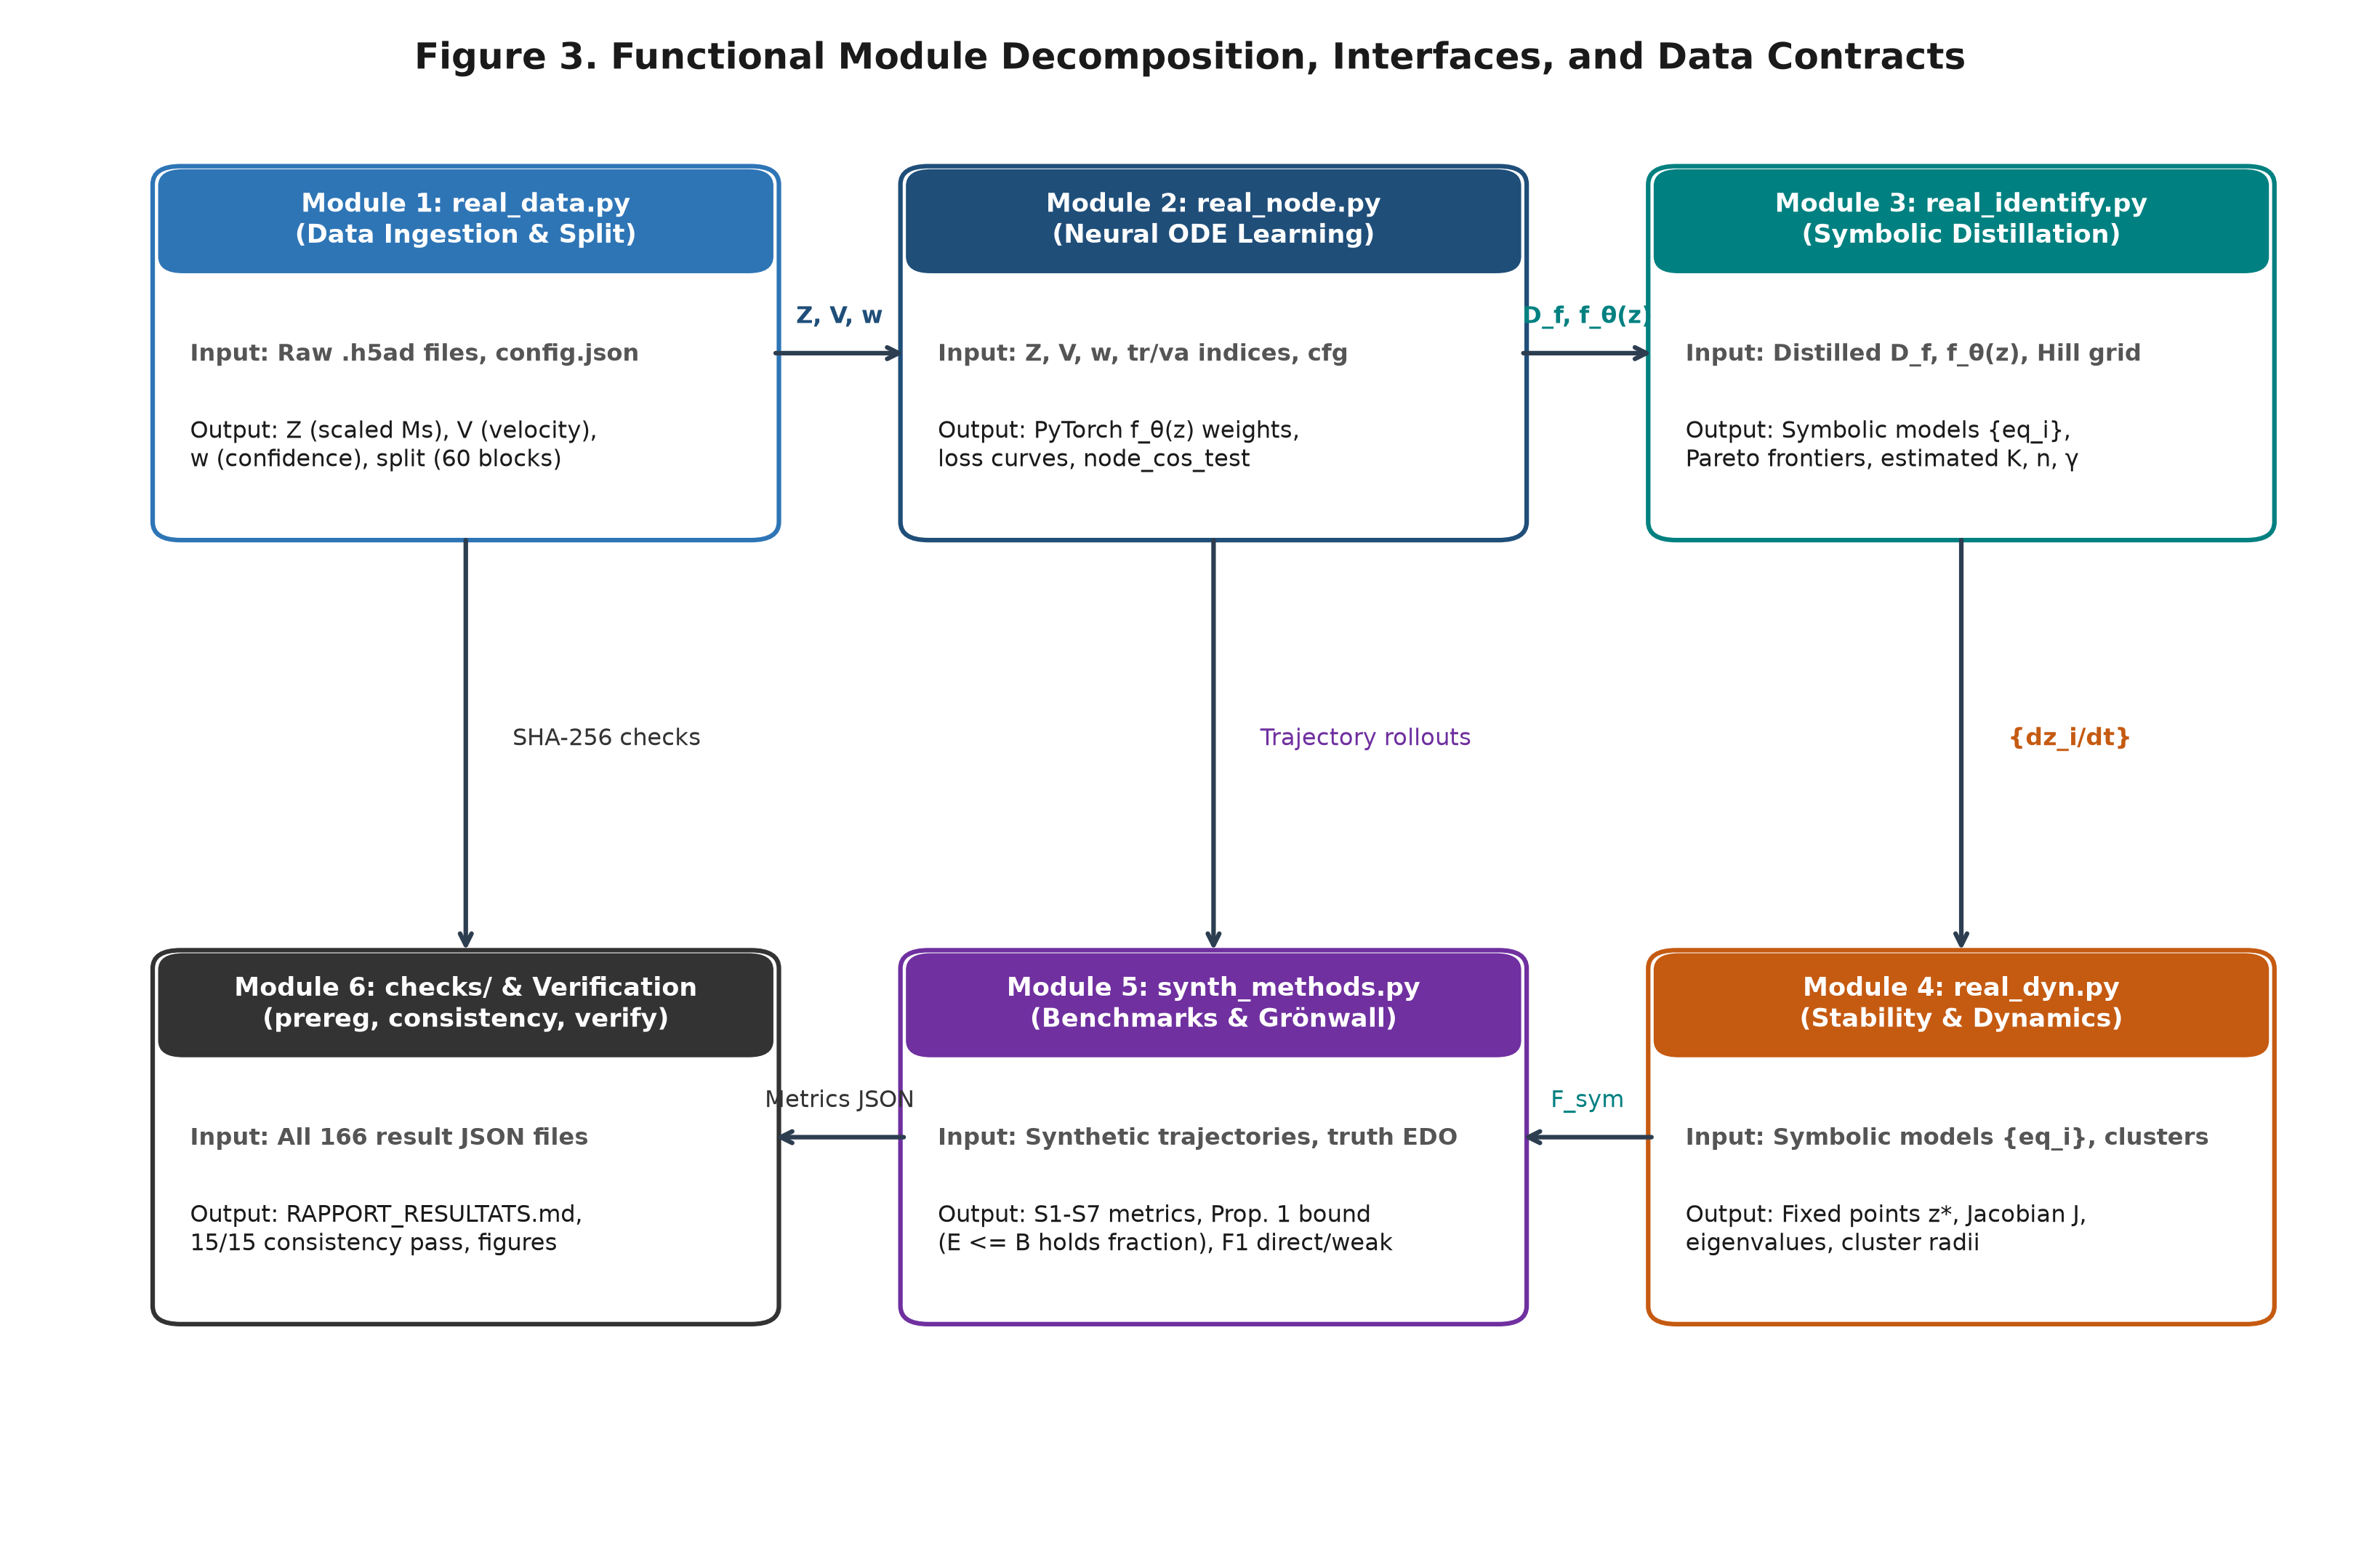 Figure 3. Functional Module Decomposition, Interfaces, and Data Contracts
Module 1: real_data.py
(Data Ingestion & Split)
Input: Raw .h5ad files, config.json
Output: Z (scaled Ms), V (velocity),
w (confidence), split (60 blocks)
Z, V, w
Module 2: real_node.py
(Neural ODE Learning)
Input: Z, V, w, tr/va indices, cfg
Output: PyTorch f_θ(z) weights,
loss curves, node_cos_test
D_f, f_θ(z)
Module 3: real_identify.py
(Symbolic Distillation)
Input: Distilled D_f, f_θ(z), Hill grid
Output: Symbolic models {eq_i},
Pareto frontiers, estimated K, n, γ
SHA-256 checks
Trajectory rollouts
{dz_i/dt}
Module 6: checks/ & Verification
(prereg, consistency, verify)
Input: All 166 result JSON files
Output: RAPPORT_RESULTATS.md,
15/15 consistency pass, figures
Metrics JSON
Module 5: synth_methods.py
(Benchmarks & Grönwall)
Input: Synthetic trajectories, truth EDO
Output: S1-S7 metrics, Prop. 1 bound
(E <= B holds fraction), F1 direct/weak
F_sym
Module 4: real_dyn.py
(Stability & Dynamics)
Input: Symbolic models {eq_i}, clusters
Output: Fixed points z*, Jacobian J,
eigenvalues, cluster radii